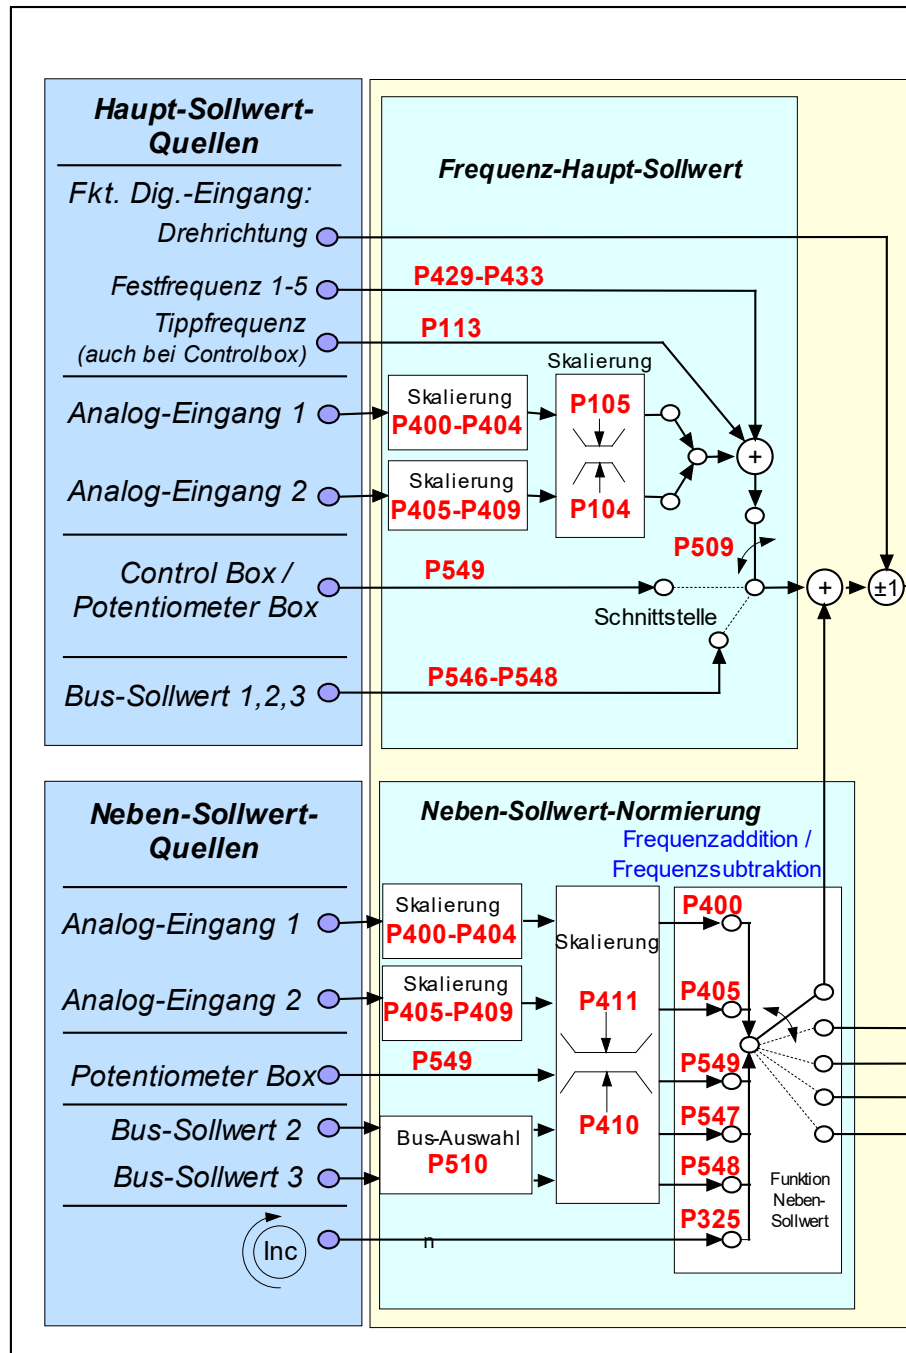 Haupt-Sollwert-
Quellen
Fkt. Dig.-Eingang:
Drehrichtung
Festfrequenz 1-5
Tippfrequenz
(auch bei Controlbox)
Analog-Eingang 1
Analog-Eingang 2
Control Box /
Potentiometer Box
Bus-Sollwert 1,2,3
Frequenz-Haupt-Sollwert
P429-P433
P113
Skalierung
P400-P404
Skalierung
P405-P409
Skalierung
P105
P104
+
P509
P549
Schnittstelle
P546-P548
+
±1
Neben-Sollwert-
Quellen
Analog-Eingang 1
Analog-Eingang 2
Potentiometer Box
Bus-Sollwert 2
Bus-Sollwert 3
Inc
Neben-Sollwert-Normierung
Frequenzaddition /
Frequenzsubtraktion
Skalierung
P400-P404
Skalierung
P405-P409
P549
Bus-Auswahl
P510
n
Skalierung
P411
P410
P400
P405
P549
P547
P548
P325
Funktion
Neben-
Sollwert